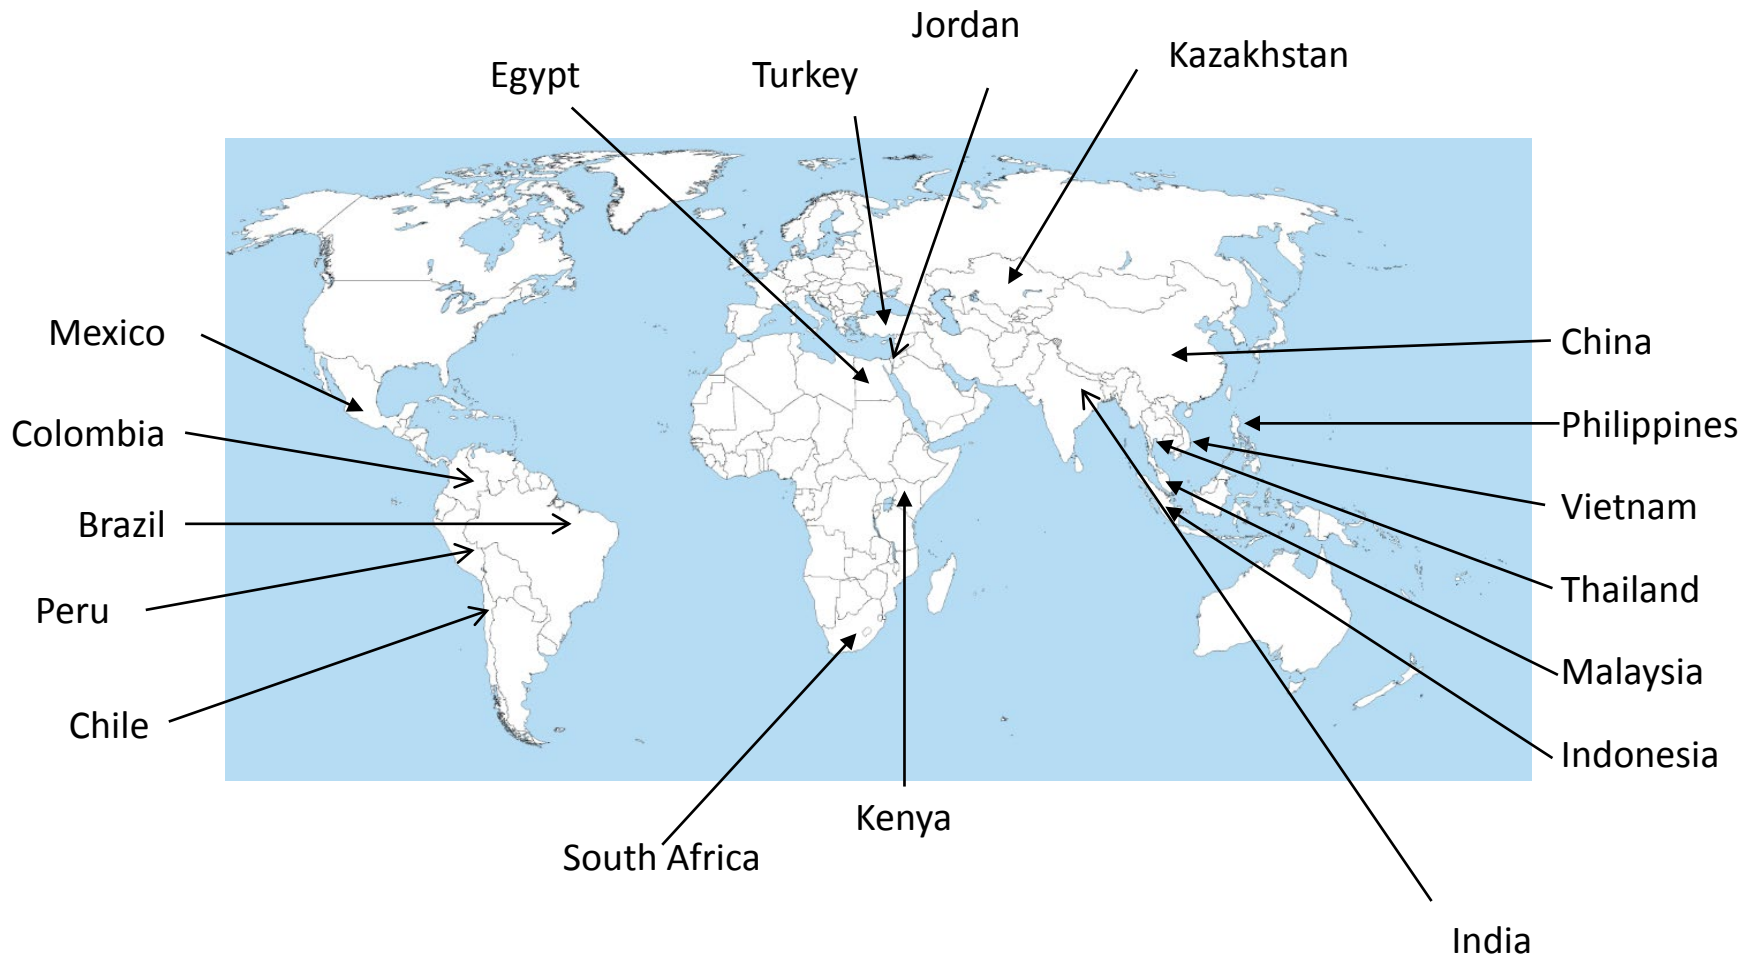 Jordan
Kazakhstan
Egypt
Turkey
Mexico
China
Colombia
Philippines
Brazil
Vietnam
Peru
Thailand
Malaysia
Chile
Indonesia
Kenya
South Africa
India